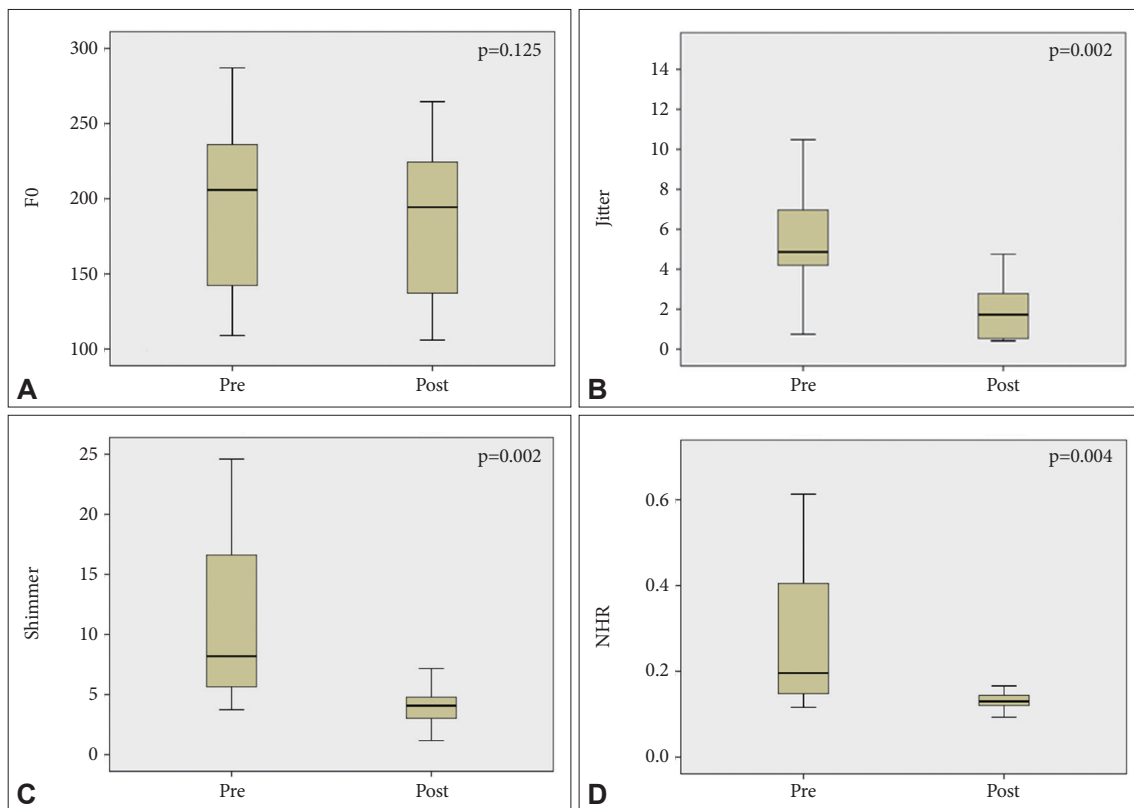 p=0.125
300
250
200
150
100
F0
Pre
Post
A
p=0.002
14
12
10
8
6
4
2
0
Jitter
Pre
Post
B
p=0.002
25
20
15
10
5
0
Shimmer
Pre
Post
C
p=0.004
0.6
0.4
0.2
0.0
NHR
Pre
Post
D